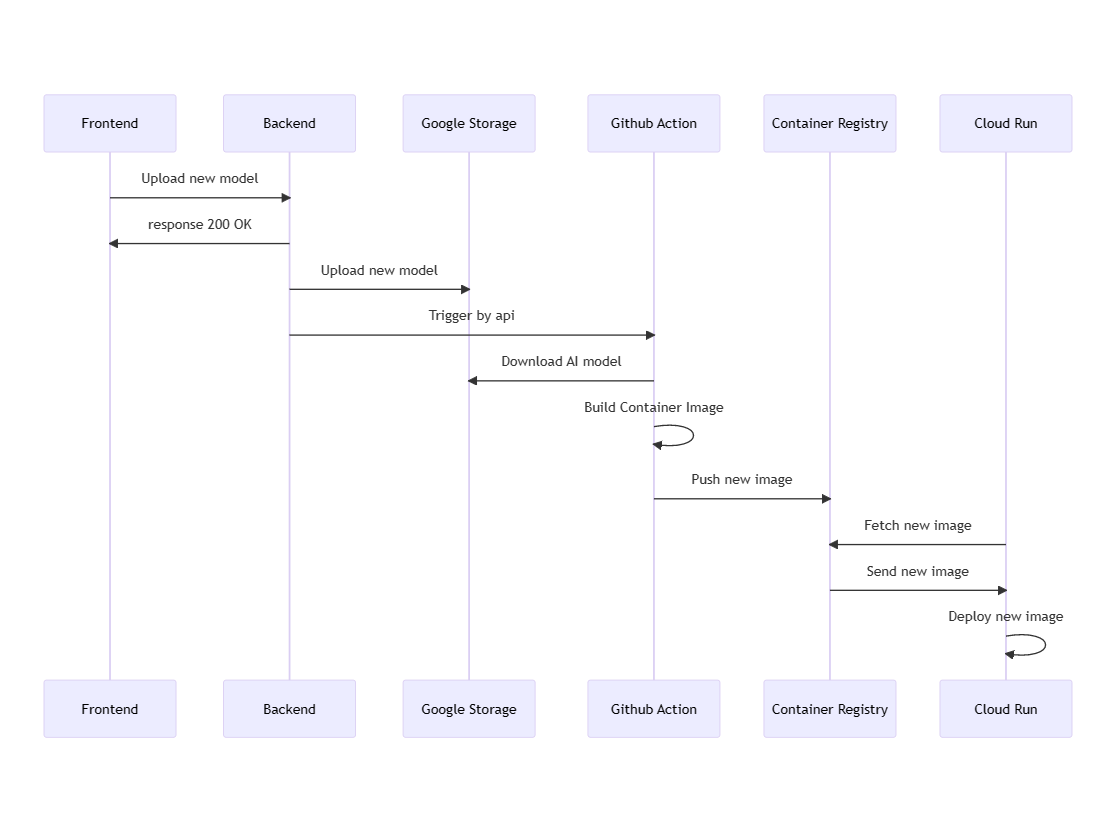 Frontend
Backend
Google Storage
Github Action
Container Registry
Cloud Run
Upload new model
response 200 OK
Upload new model
Trigger by api
Download AI model
Build Container Image
Push new image
Fetch new image
Send new image
Deploy new image
Frontend
Backend
Google Storage
Github Action
Container Registry
Cloud Run